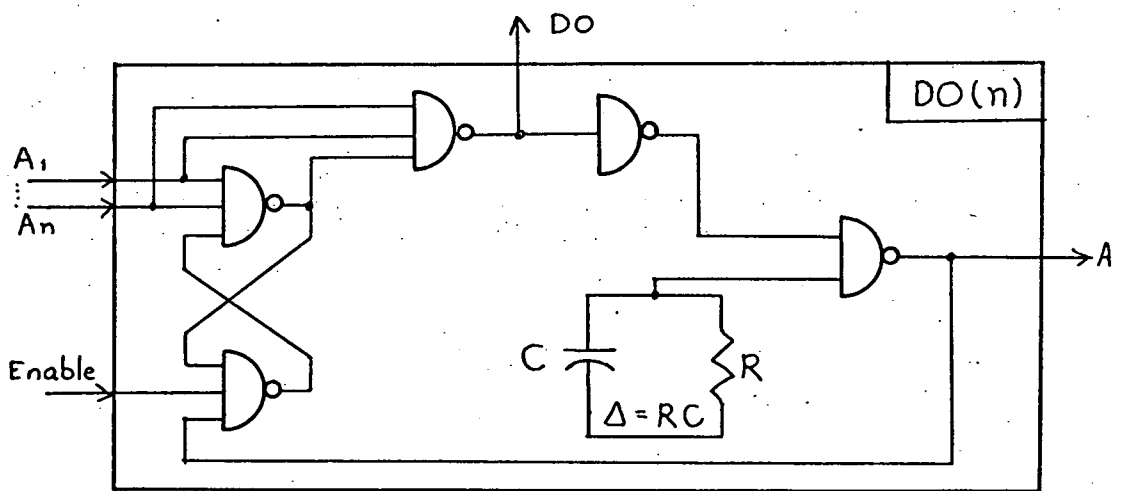 DO
DO(n)
A1
⋮
An
A
Enable
C
R
Δ = RC